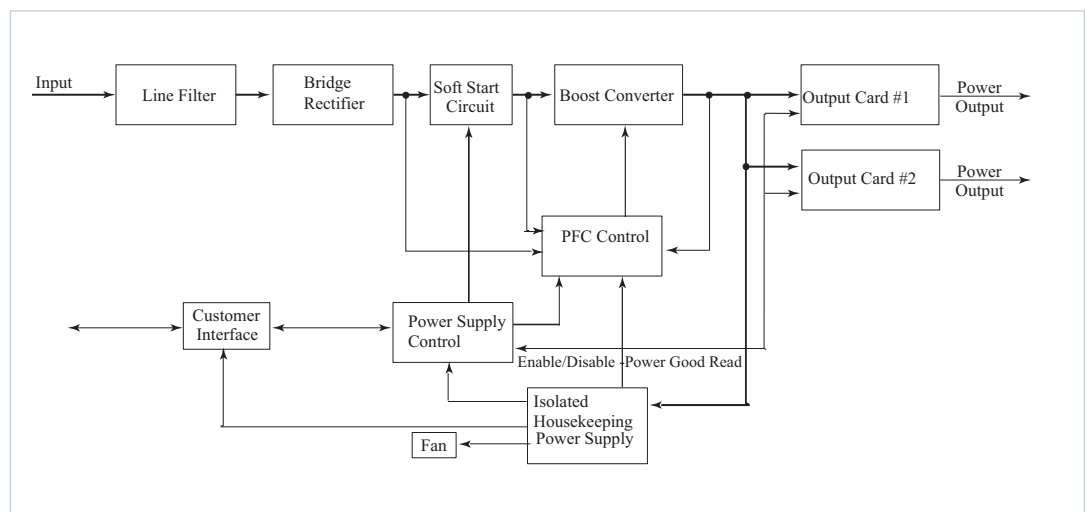 Input
Line Filter
Bridge
Rectifier
Soft Start
Circuit
Boost Converter
Output Card #1
Power
Output
Output Card #2
Power
Output
PFC Control
Customer
Interface
Power Supply
Control
Enable/Disable -Power Good Read
Isolated
Housekeeping
Power Supply
Fan